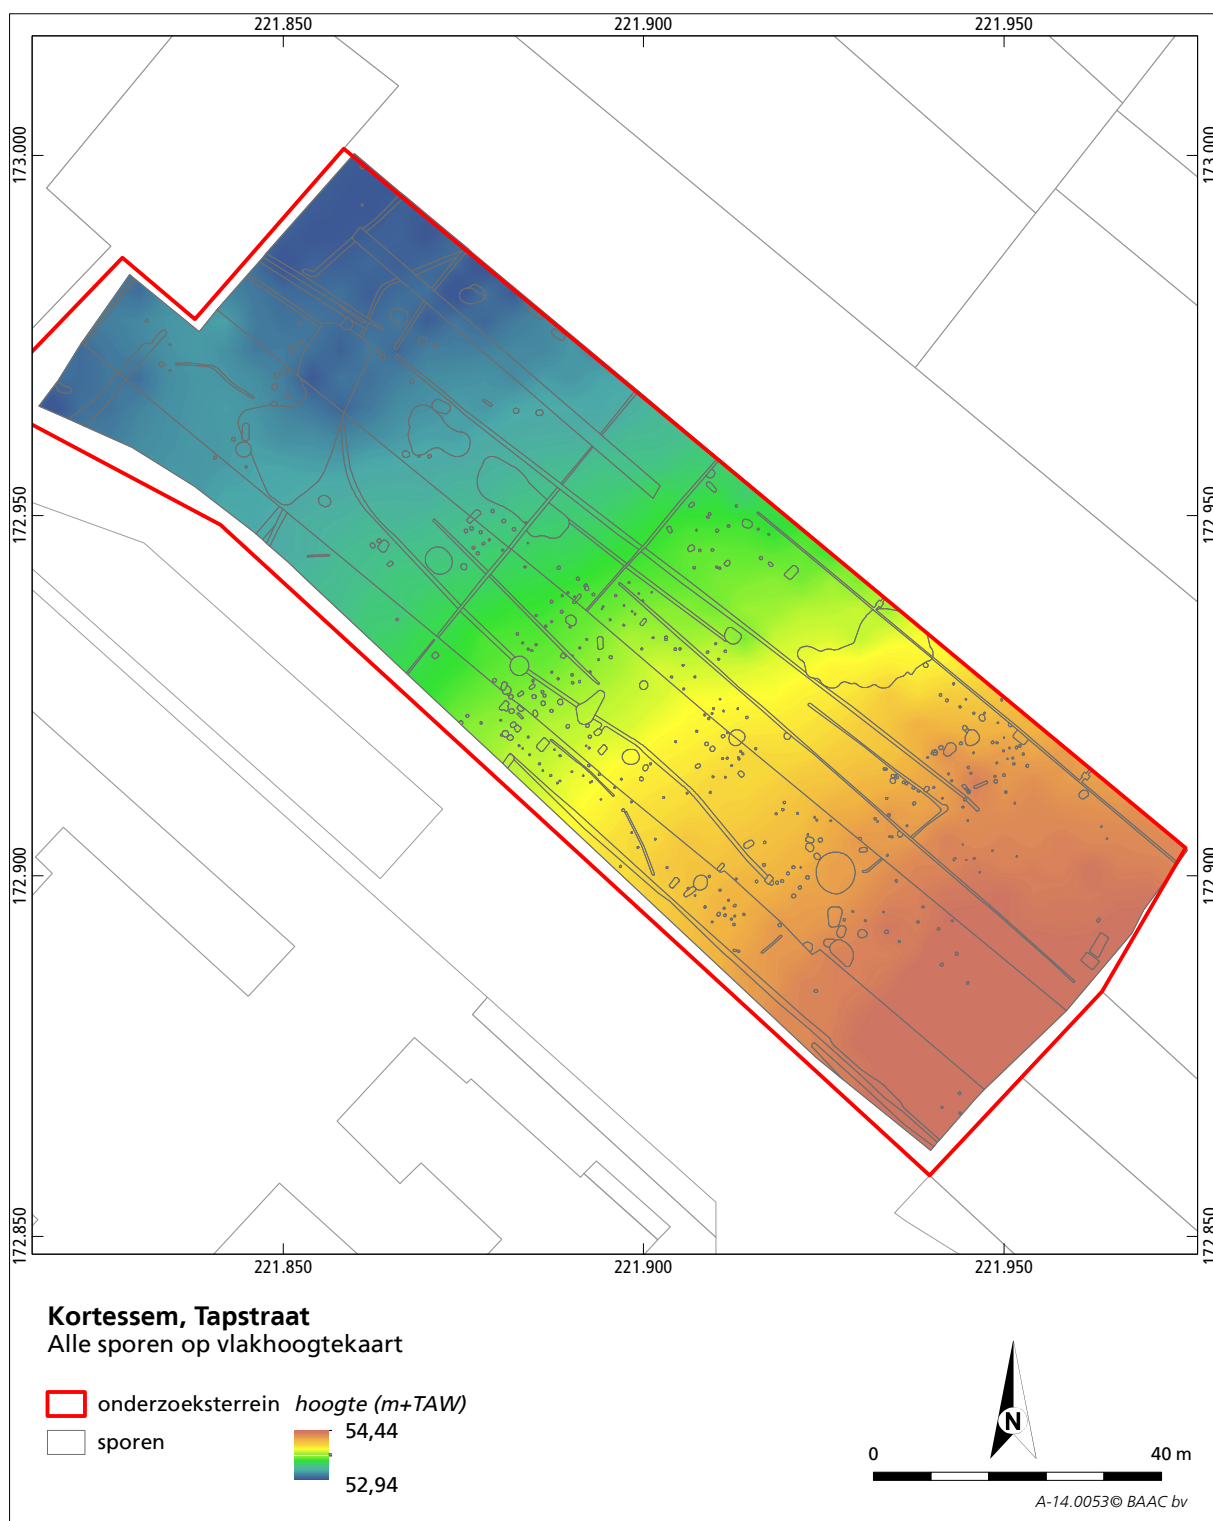 221.850 221.900 221.950
173.000 173.000
172.950 172.950
172.900 172.900
172.850 172.850
221.850 221.900 221.950
Kortessem, Tapstraat
Alle sporen op vlakhoogtekaart
onderzoeksterrein hoogte (m+TAW)
sporen
54,44
52,94
N
0 40 m
A-14.0053© BAAC bv